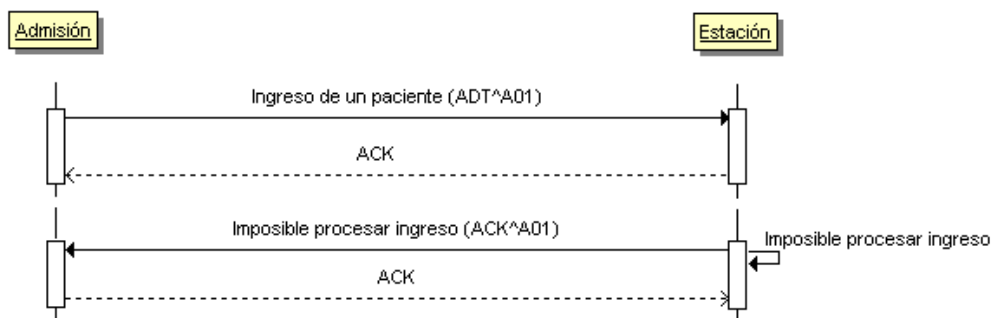 Admisión
Estación
Ingreso de un paciente (ADT^A01)
ACK
Imposible procesar ingreso (ACK^A01)
Imposible procesar ingreso
ACK